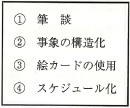 ① 筆　談
② 事象の構造化
③ 絵カードの使用
④ スケジュール化